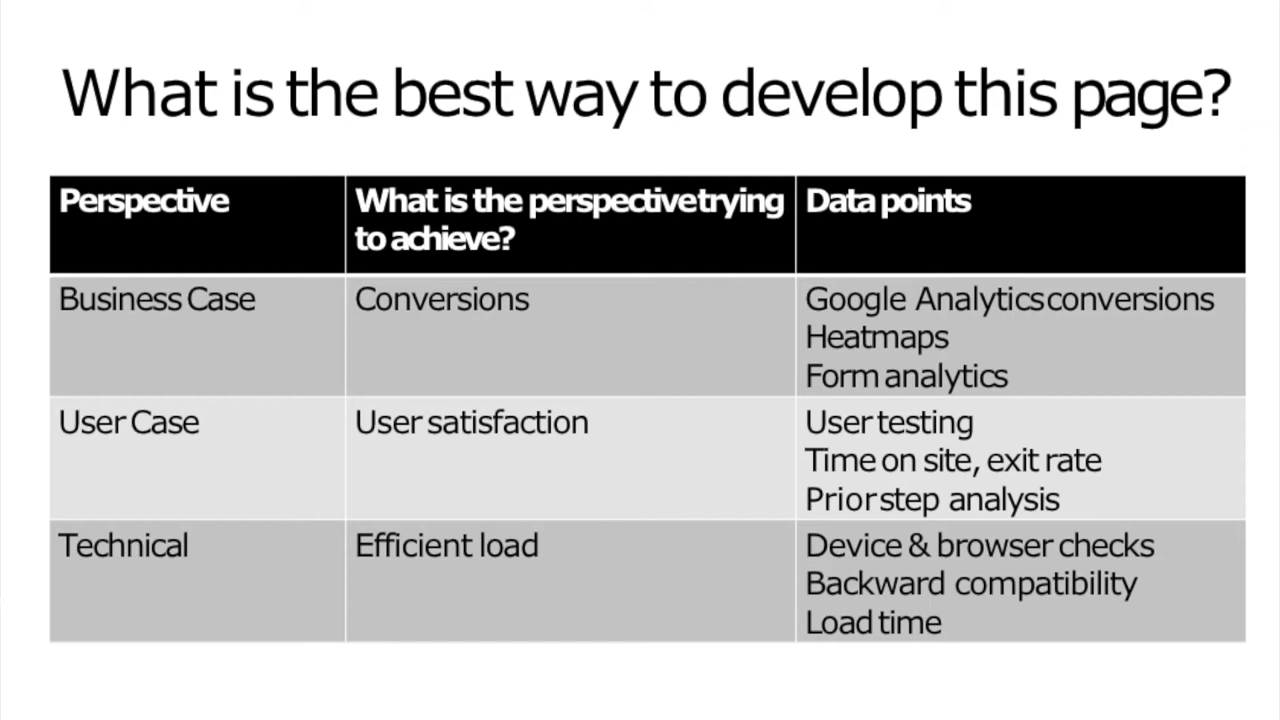 What is the best way to develop this page?
Perspective
What is the perspective trying
to achieve?
Data points
Business Case
Conversions
Google Analytics conversions
Heatmaps
Form analytics
User Case
User satisfaction
User testing
Time on site, exit rate
Prior step analysis
Technical
Efficient load
Device & browser checks
Backward compatibility
Load time